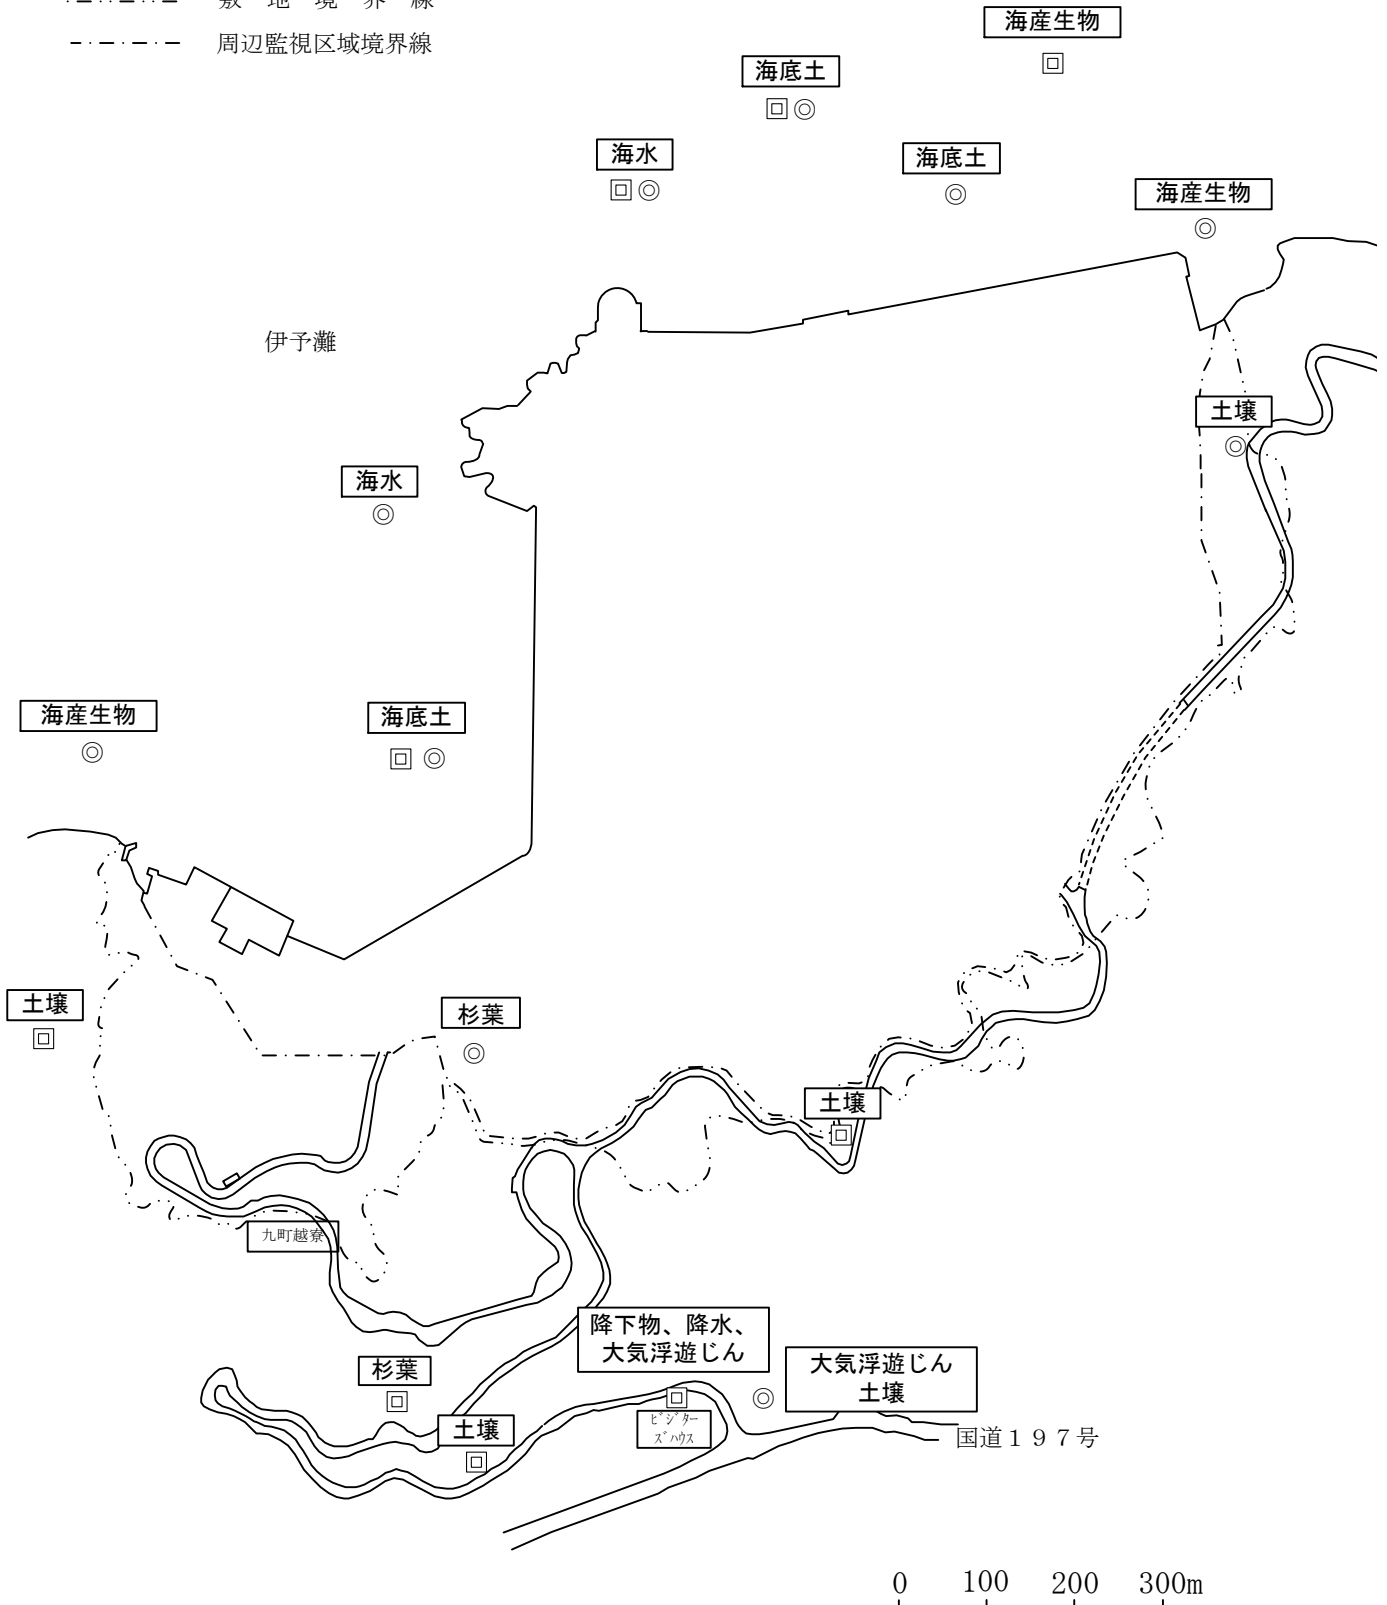 敷地境界線
周辺監視区域境界線
海産生物
海底土
海水
海底土
海産生物
伊予灘
土壌
海水
海産生物
海底土
土壌
杉葉
土壌
九町越寮
降下物、降水、
大気浮遊じん
大気浮遊じん
土壌
杉葉
土壌
ビジター
ズハウス
国道197号
0 100 200 300m